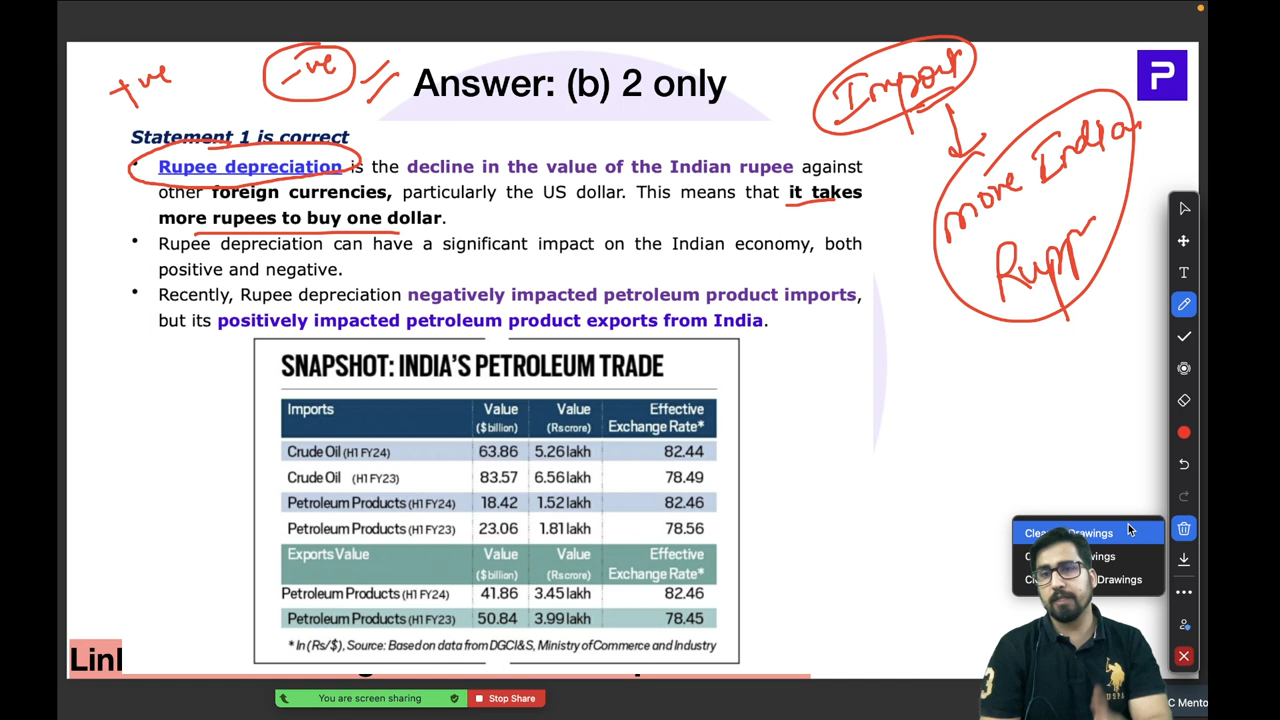 +ve
-ve
Answer: (b) 2 only
Import
more Indian
P
Statement 1 is correct
• Rupee depreciation is the decline in the value of the Indian rupee against
other foreign currencies, particularly the US dollar. This means that it takes
more rupees to buy one dollar.
• Rupee depreciation can have a significant impact on the Indian economy, both
positive and negative.
• Recently, Rupee depreciation negatively impacted petroleum product imports,
but its positively impacted petroleum product exports from India.
SNAPSHOT: INDIA'S PETROLEUM TRADE
Imports Value Value Effective
($billion) (Rscrore) Exchange Rate*
Crude Oil (H1 FY24) 63.86 5.26 lakh 82.44
Crude Oil (H1 FY23) 83.57 6.56 lakh 78.49
Petroleum Products (H1 FY24) 18.42 1.52 lakh 82.46
Petroleum Products (H1 FY23) 23.06 1.81 lakh 78.56
Exports Value Value Value Effective
($billion) (Rscrore) Exchange Rate*
Petroleum Products (H1 FY24) 41.86 3.45 lakh 82.46
Petroleum Products (H1 FY23) 50.84 3.99 lakh 78.45
* In (Rs/$), Source: Based on data from DGCI&S, Ministry of Commerce and Industry
T
Drawings
Drawings
You are screen sharing
Stop Share
C Mento